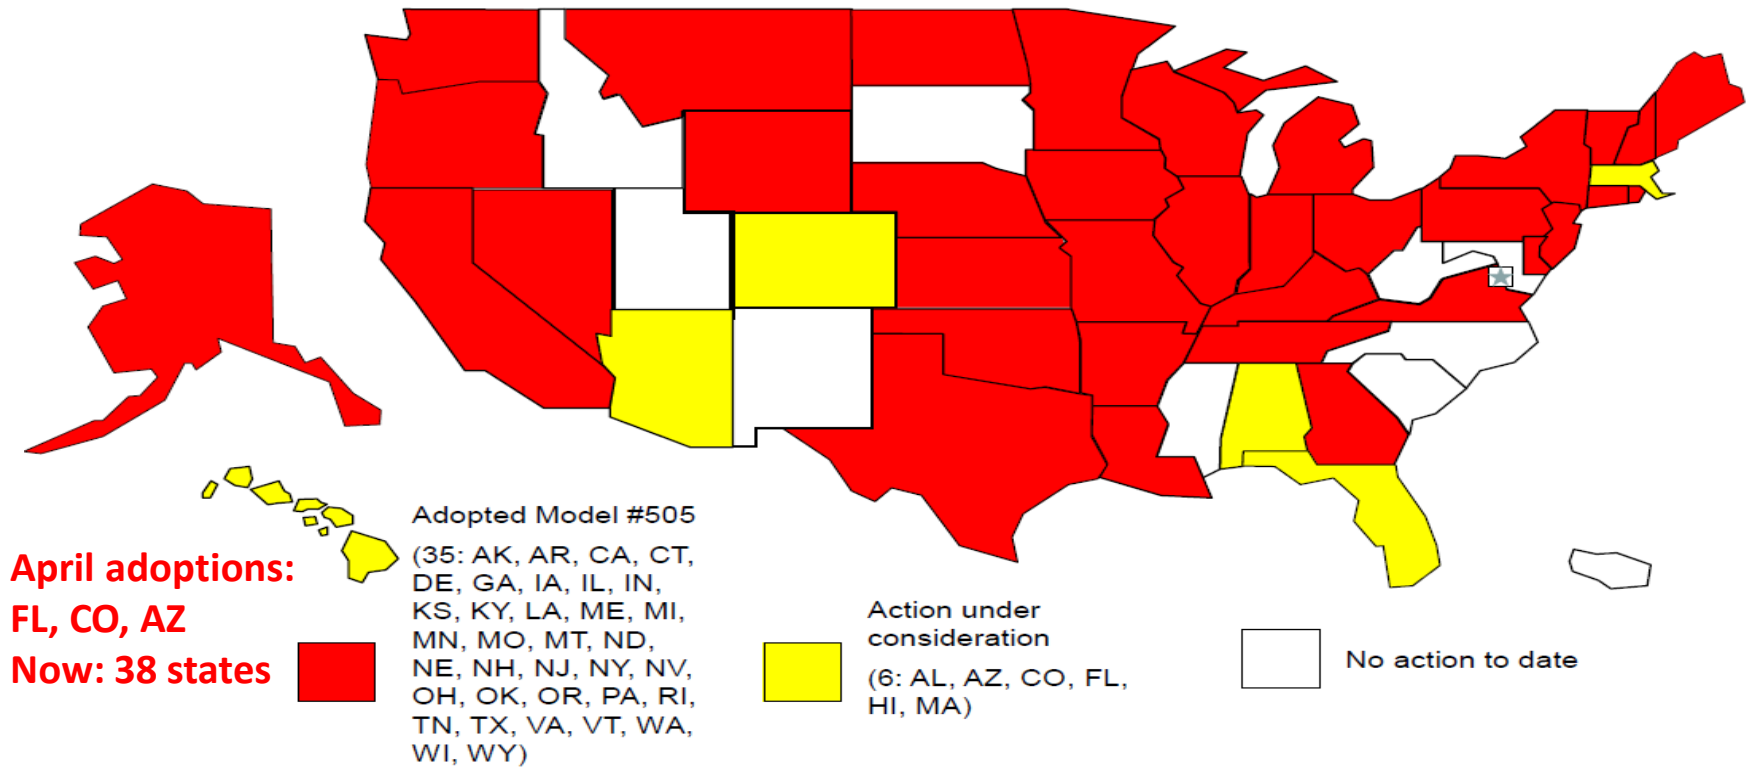 April adoptions:
FL, CO, AZ
Now: 38 states
Adopted Model #505
(35: AK, AR, CA, CT,
DE, GA, IA, IL, IN,
KS, KY, LA, ME, MI,
MN, MO, MT, ND,
NE, NH, NJ, NY, NV,
OH, OK, OR, PA, RI,
TN, TX, VA, VT, WA,
WI, WY)
Action under
consideration
(6: AL, AZ, CO, FL,
HI, MA)
No action to date